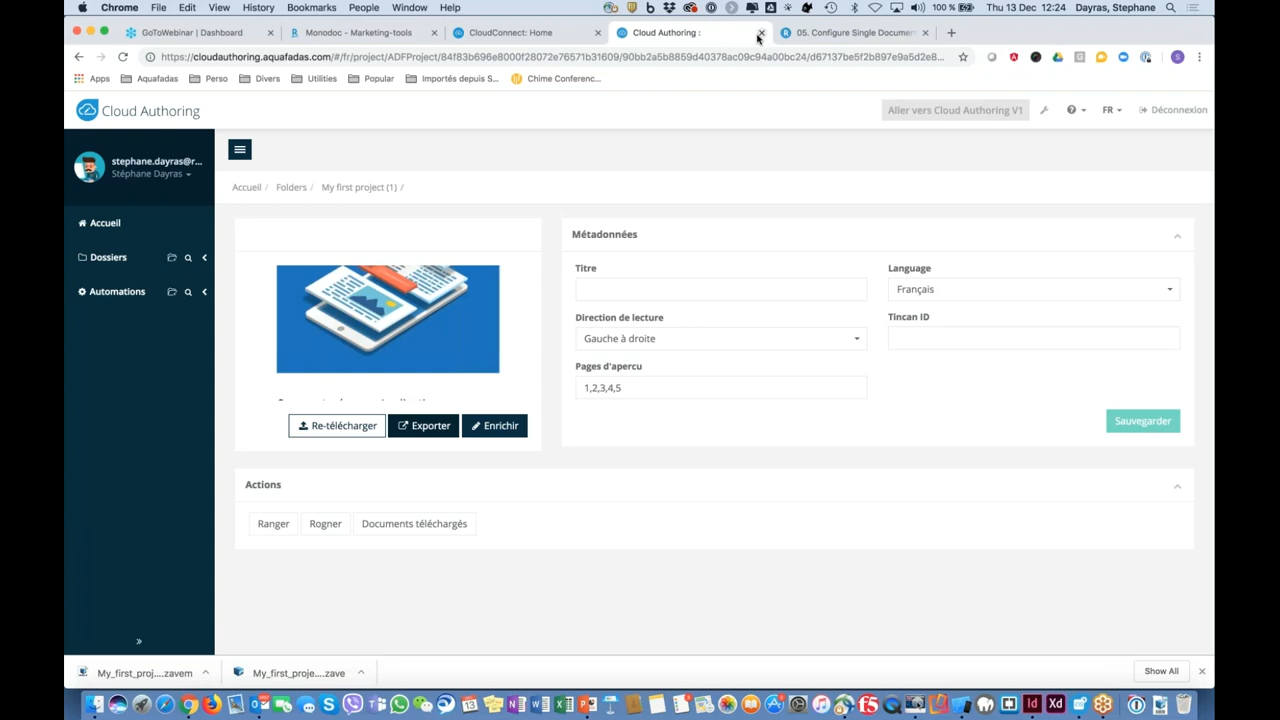 Chrome File Edit View History Bookmarks People Window Help 100 % Thu 13 Dec 12:24 Dayras, Stephane
GoToWebinar | Dashboard Monodoc - Marketing-tools CloudConnect: Home Cloud Authoring : 05. Configure Single Documen
https://cloudauthoring.aquafadas.com/#/fr/project/ADFProject/84f83b696e8000f28072e76571b31609/90bb2a5b8859d40378ac09c94a00bc24/d67137be5f2b897e9a5d2e8...
Apps Aquafadas Perso Divers Utilities Popular Importés depuis S... Chime Conferenc...
Cloud Authoring Aller vers Cloud Authoring V1 FR Déconnexion
stephane.dayras@r...
Stéphane Dayras
Accueil / Folders / My first project (1) /
Accueil
Dossiers
Automations
Métadonnées
Titre Language
Français
Direction de lecture Tincan ID
Gauche à droite
Pages d'apercu
1,2,3,4,5
Re-télécharger Exporter Enrichir
Sauvegarder
Actions
Ranger Rogner Documents téléchargés
»
My_first_proj....zavem My_first_proje....zave Show All